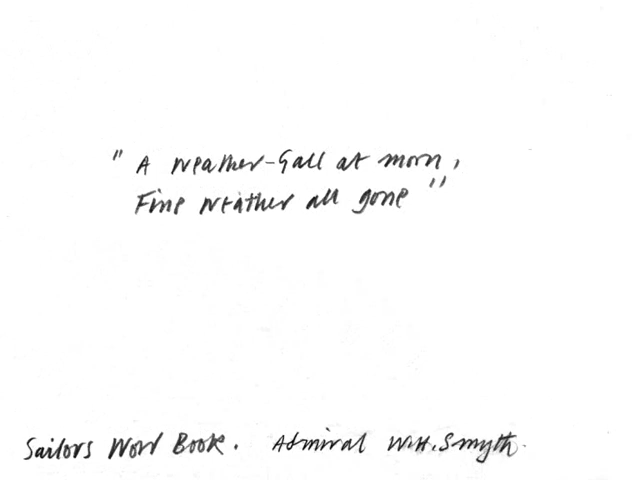 " A weather-Gall at morn,
Fine weather all gone "
Sailors Word Book. Admiral W.H. Smyth.